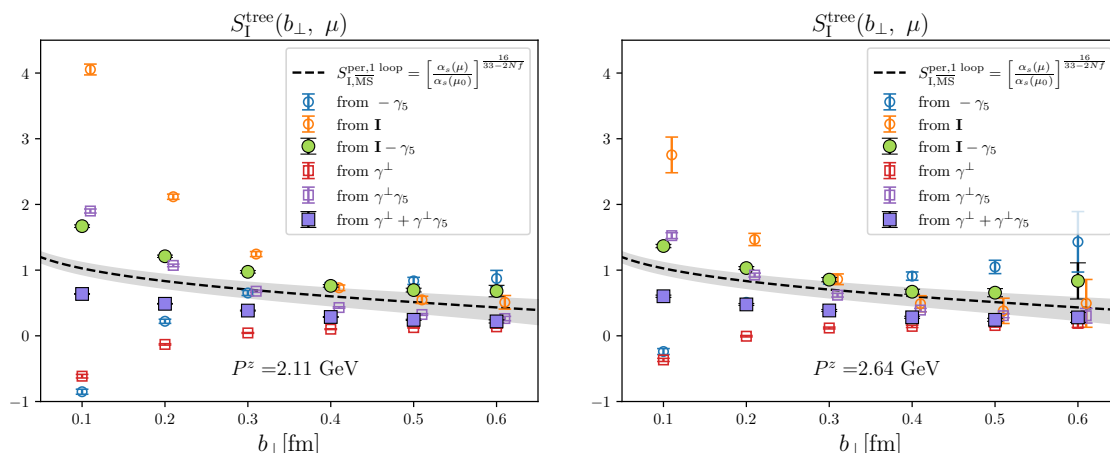 S_I^tree(b_⊥, μ)
4
3
2
1
0
−1
S_{I,\overline{MS}}^{per,1 loop} = [α_s(μ)/α_s(μ_0)]^{16/(33−2Nf)}
from −γ_5
from I
from I − γ_5
from γ^⊥
from γ^⊥γ_5
from γ^⊥ + γ^⊥γ_5
P^z =2.11 GeV
0.1 0.2 0.3 0.4 0.5 0.6
b_⊥[fm]
S_I^tree(b_⊥, μ)
4
3
2
1
0
−1
S_{I,\overline{MS}}^{per,1 loop} = [α_s(μ)/α_s(μ_0)]^{16/(33−2Nf)}
from −γ_5
from I
from I − γ_5
from γ^⊥
from γ^⊥γ_5
from γ^⊥ + γ^⊥γ_5
P^z =2.64 GeV
0.1 0.2 0.3 0.4 0.5 0.6
b_⊥[fm]